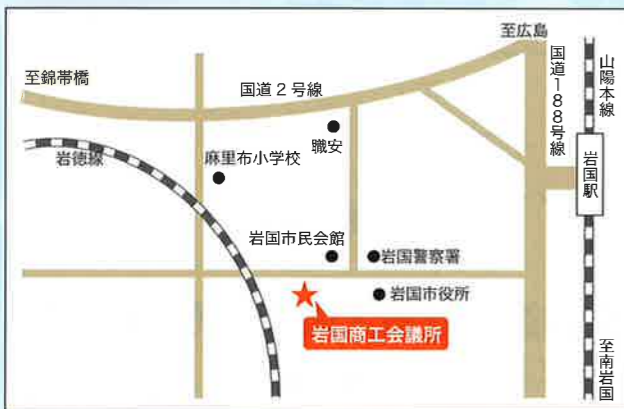 至広島
至錦帯橋
国道2号線
国道188号線
山陽本線
岩徳線
麻里布小学校
職安
岩国駅
岩国市民会館
岩国警察署
岩国市役所
岩国商工会議所
至南岩国